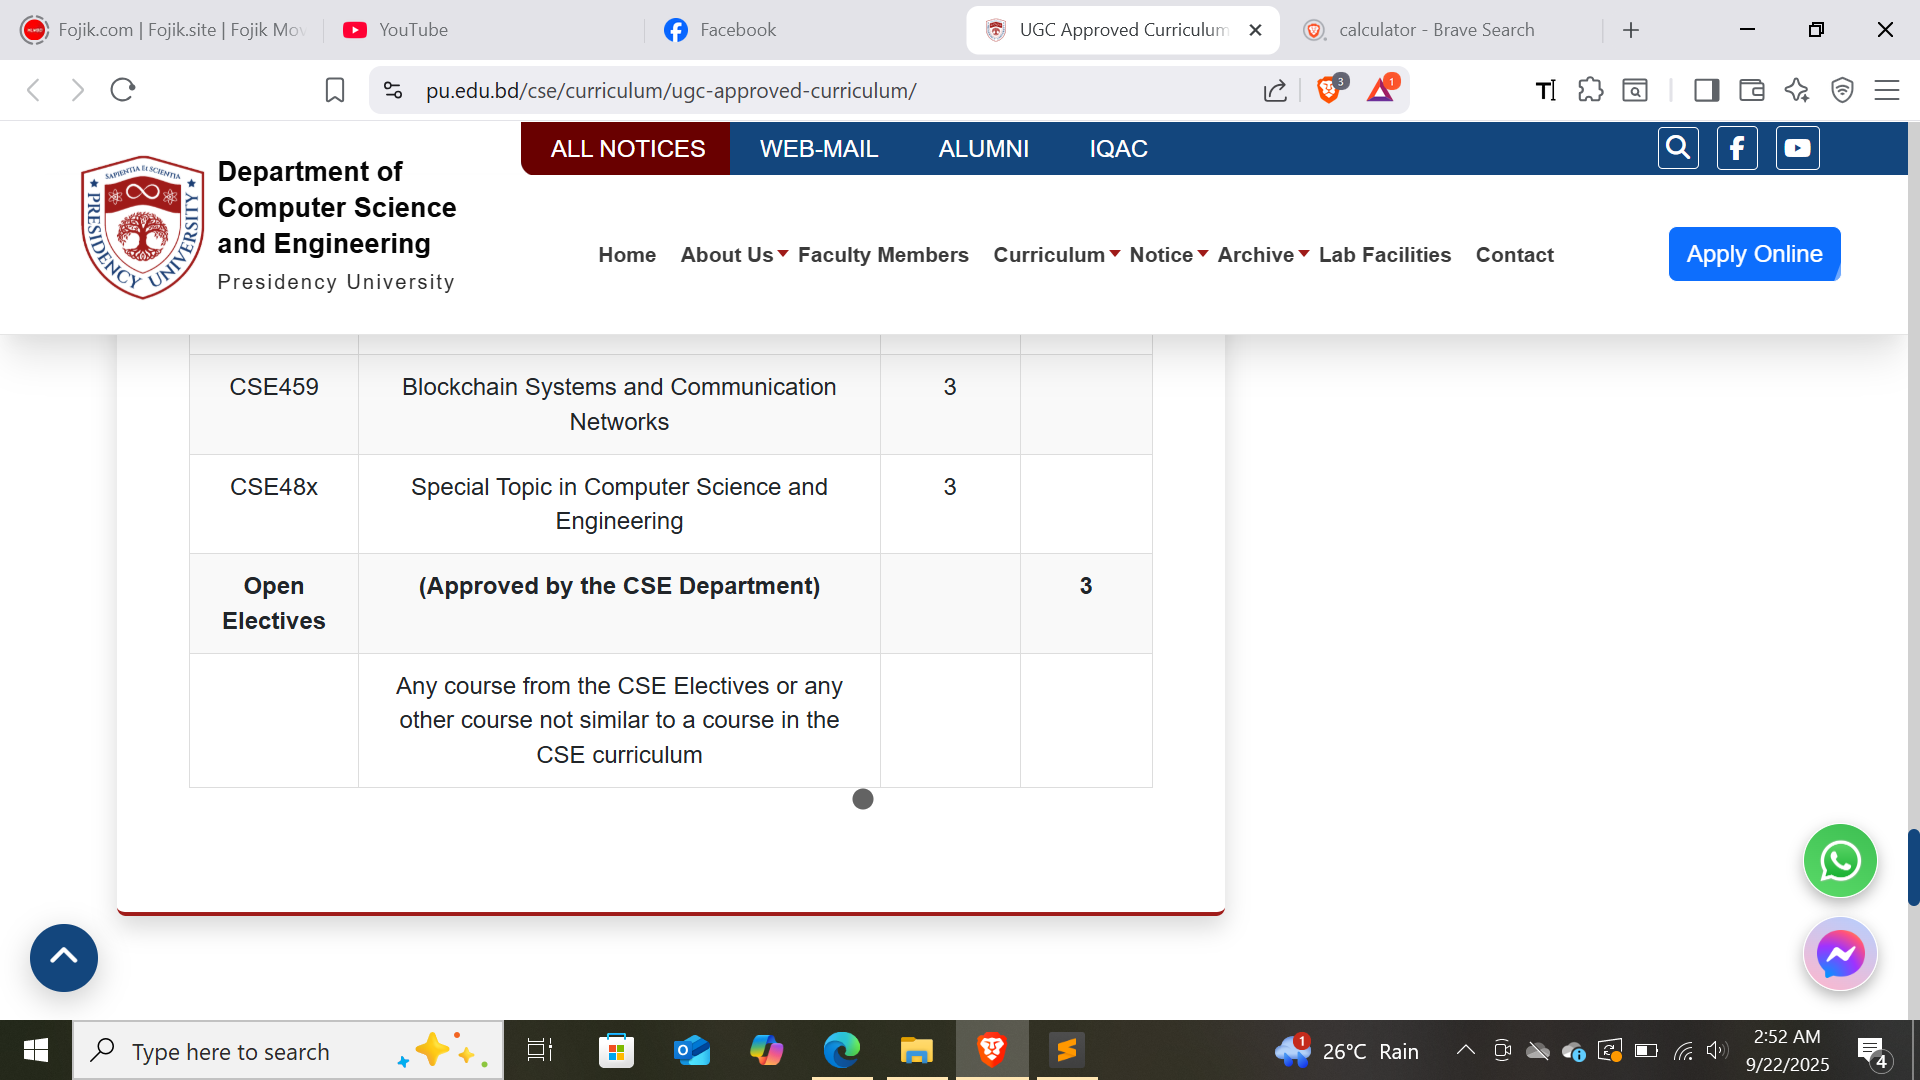 Fojik.com | Fojik.site | Fojik Mov
YouTube
Facebook
UGC Approved Curriculum
calculator - Brave Search
pu.edu.bd/cse/curriculum/ugc-approved-curriculum/
3
1
ALL NOTICES
WEB-MAIL
ALUMNI
IQAC
SAPIENTIA ET SCIENTIA
PRESIDENCY UNIVERSITY
Department of
Computer Science
and Engineering
Presidency University
Home
About Us
Faculty Members
Curriculum
Notice
Archive
Lab Facilities
Contact
Apply Online
CSE459
Blockchain Systems and Communication
Networks
3
CSE48x
Special Topic in Computer Science and
Engineering
3
Open
Electives
(Approved by the CSE Department)
3
Any course from the CSE Electives or any
other course not similar to a course in the
CSE curriculum
Type here to search
1
26°C Rain
2:52 AM
9/22/2025
4